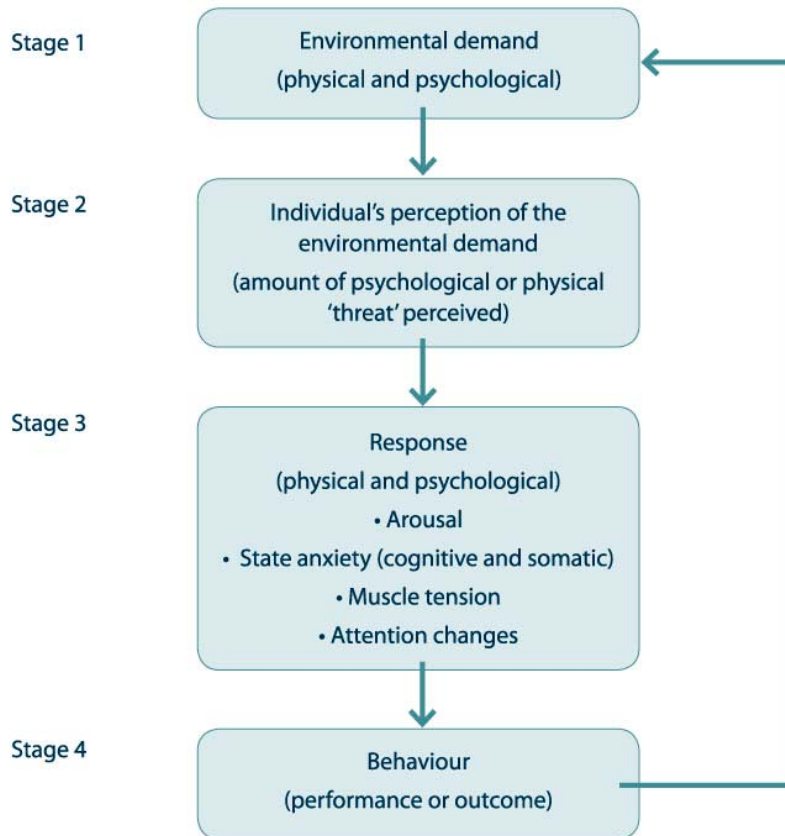 Stage 1
Environmental demand
(physical and psychological)
Stage 2
Individual's perception of the
environmental demand
(amount of psychological or physical
'threat' perceived)
Stage 3
Response
(physical and psychological)
• Arousal
• State anxiety (cognitive and somatic)
• Muscle tension
• Attention changes
Stage 4
Behaviour
(performance or outcome)